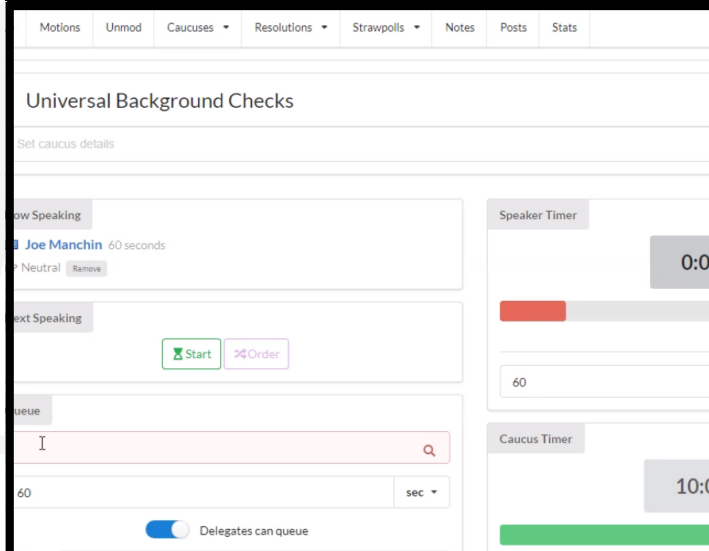 Motions Unmod Caucuses Resolutions Strawpolls Notes Posts Stats
Universal Background Checks
Set caucus details
ow Speaking
Joe Manchin 60 seconds
Neutral Remove
ext Speaking
Start Order
ueue
60 sec
Delegates can queue
Speaker Timer
0:0
60
Caucus Timer
10:0